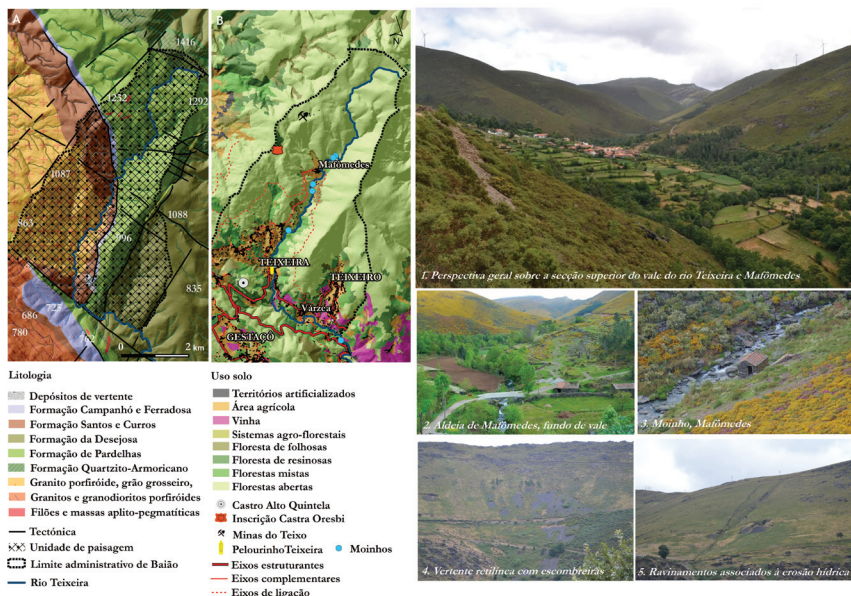 A
1416
1252
1292
1087
863
1088
996
835
725
686
780
762
0 2 km
B
N
Mafômedes
TEIXEIRA
TEIXEIRÓ
Várzea
GESTAÇÔ
Litologia
Depósitos de vertente
Formação Campanhó e Ferradosa
Formação Santos e Curros
Formação da Desejosa
Formação de Pardelhas
Formação Quartzito-Armoricano
Granito porfiróide, grão grosseiro,
Granitos e granodioritos porfiróides
Filões e massas aplito-pegmatíticas
Tectónica
Unidade de paisagem
Limite administrativo de Baião
Rio Teixeira
Uso solo
Territórios artificializados
Área agrícola
Vinha
Sistemas agro-florestais
Floresta de folhosas
Floresta de resinosas
Florestas mistas
Florestas abertas
Castro Alto Quintela
Inscrição Castra Oresbi
Minas do Teixo
PelourinhoTeixeira
Moinhos
Eixos estruturantes
Eixos complementares
Eixos de ligação
1. Perspectiva geral sobre a secção superior do vale do rio Teixeira e Mafômedes
2. Aldeia de Mafômedes, fundo de vale
3. Moinho, Mafômedes
4. Vertente retilínea com escombreiras
5. Ravinamentos associados à erosão hídrica